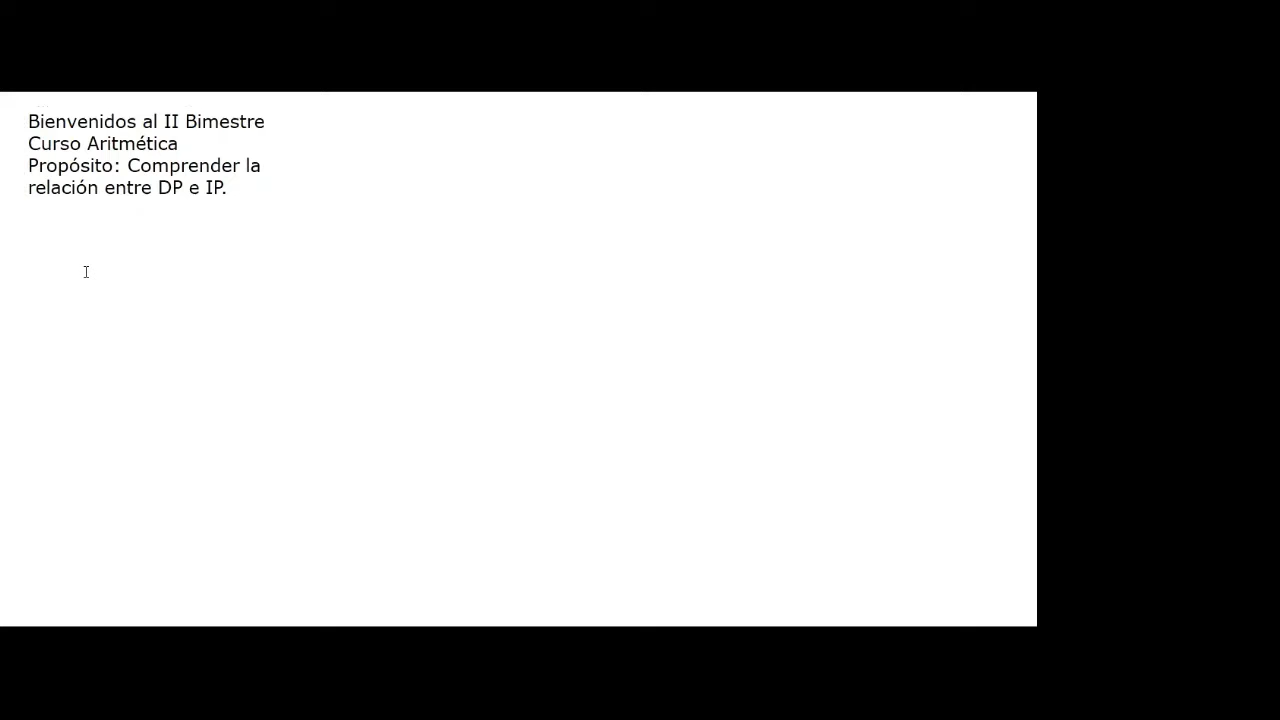 Bienvenidos al II Bimestre
Curso Aritmética
Propósito: Comprender la
relación entre DP e IP.